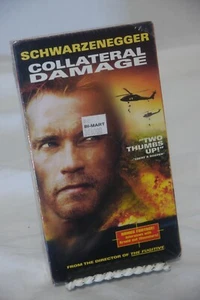 SCHWARZENEGGER
COLLATERAL
DAMAGE
"TWO
THUMBS
UP!"
FROM THE DIRECTOR OF THE FUGITIVE